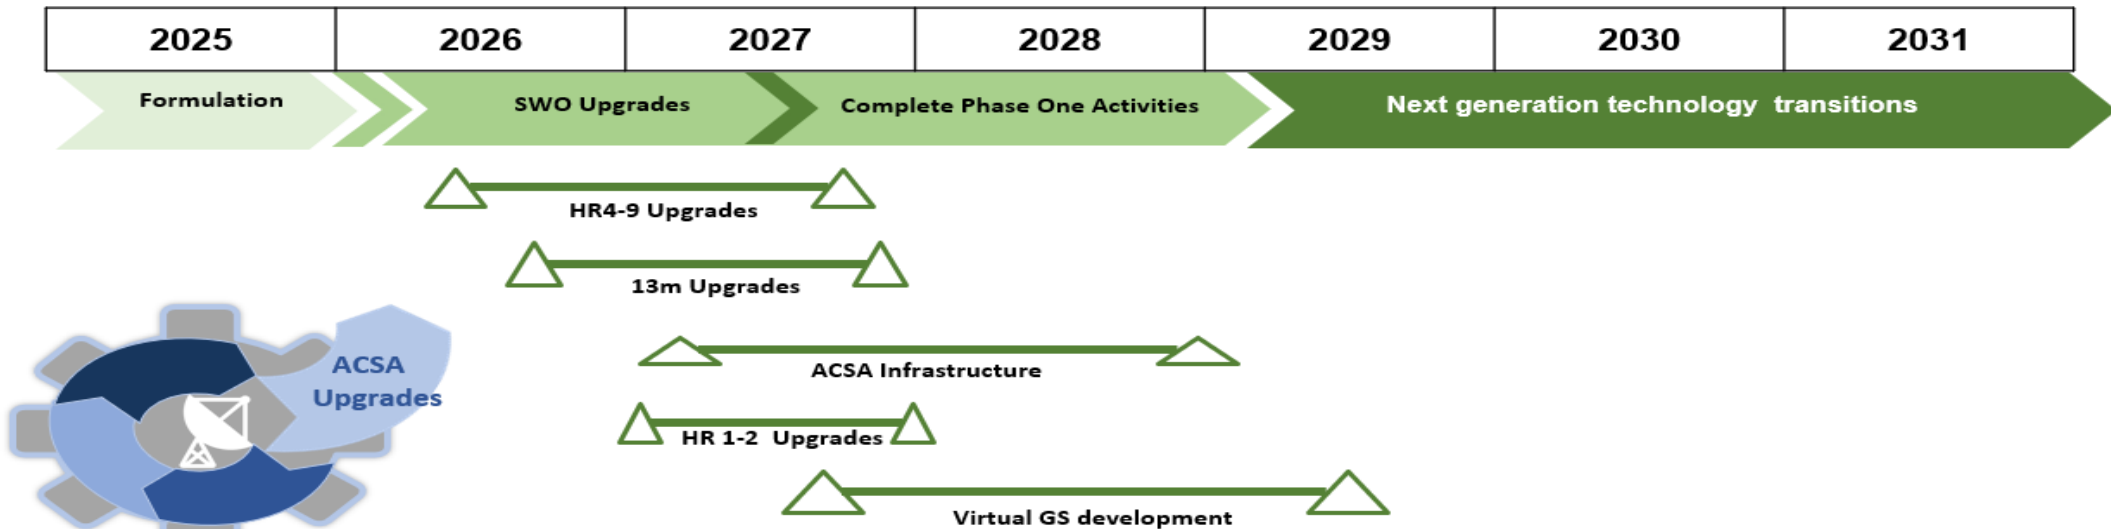 2025 2026 2027 2028 2029 2030 2031
Formulation SWO Upgrades Complete Phase One Activities Next generation technology transitions
HR4-9 Upgrades
13m Upgrades
ACSA
Upgrades
ACSA Infrastructure
HR 1-2 Upgrades
Virtual GS development